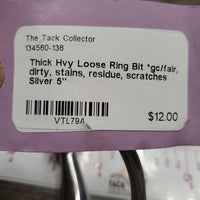 The Tack Collector
134560-136
Thick Hvy Loose Ring Bit *gc/fair,
dirty, stains, residue, scratches
Silver 5"
$12.00
VTL79A